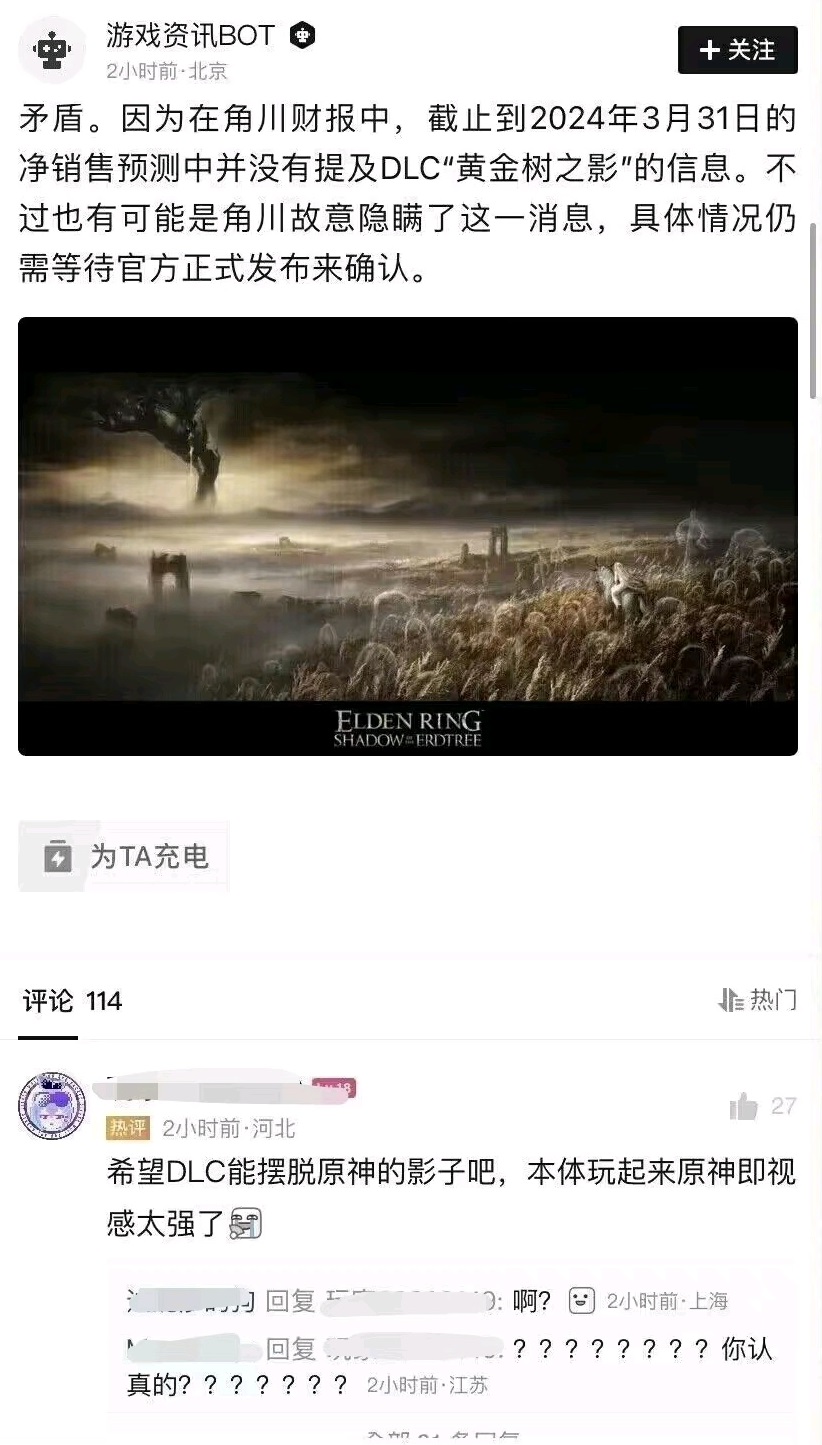 游戏资讯BOT
2小时前·北京
+ 关注
矛盾。因为在角川财报中，截止到2024年3月31日的
净销售预测中并没有提及DLC“黄金树之影”的信息。不
过也有可能是角川故意隐瞒了这一消息，具体情况仍
需等待官方正式发布来确认。
ELDEN RING
SHADOW OF THE ERDTREE
为TA充电
评论 114
热门
热评 2小时前·河北
27
希望DLC能摆脱原神的影子吧，本体玩起来原神即视
感太强了
回复 : 啊? 2小时前·上海
回复 ? ? ? ? ? ? ? ? 你认
真的? ? ? ? ? ? ? 2小时前·江苏